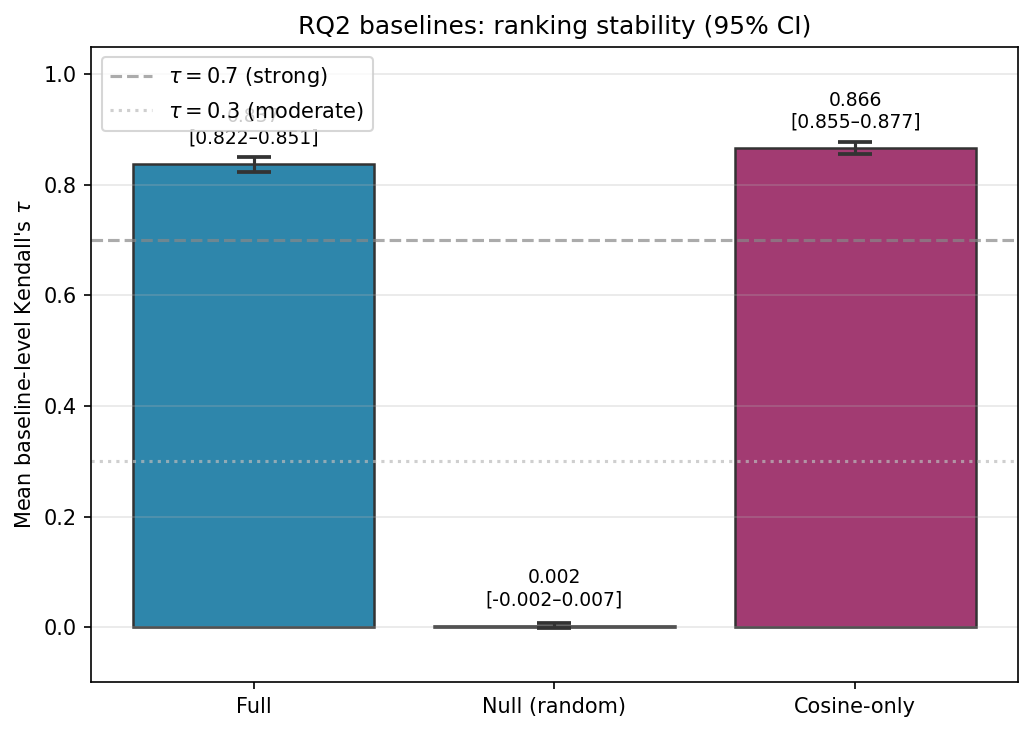 RQ2 baselines: ranking stability (95% CI)
τ = 0.7 (strong)
τ = 0.3 (moderate)
[0.822–0.851]
0.866
[0.855–0.877]
0.002
[-0.002–0.007]
Mean baseline-level Kendall's τ
1.0
0.8
0.6
0.4
0.2
0.0
Full
Null (random)
Cosine-only